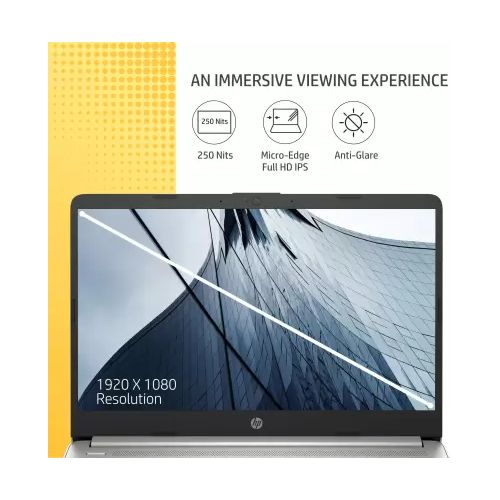 AN IMMERSIVE VIEWING EXPERIENCE
250 Nits
250 Nits
Micro-Edge
Full HD IPS
Anti-Glare
1920 X 1080
Resolution
hp